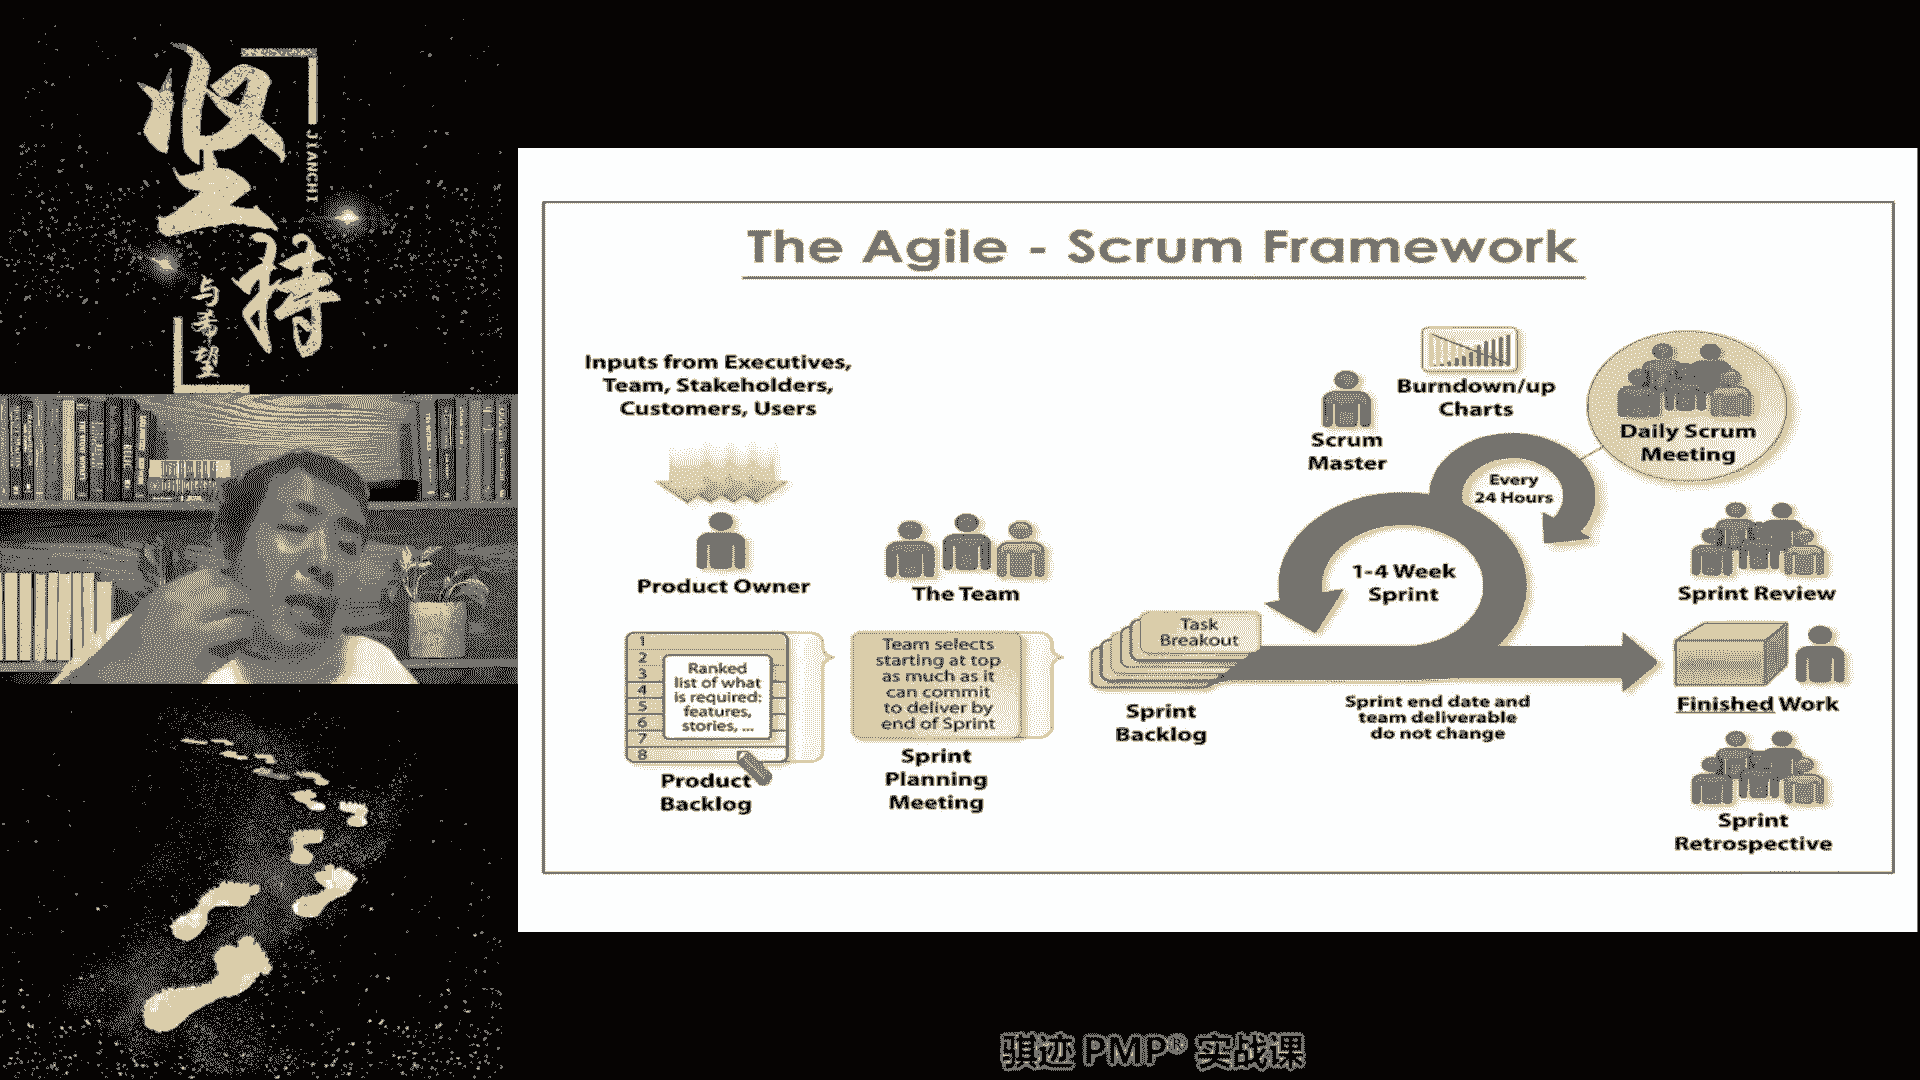 坚
持
JIANCHI
与希望
The Agile - Scrum Framework
Inputs from Executives,
Team, Stakeholders,
Customers, Users
Product Owner
The Team
1
2
3
4
5
6
7
8
Ranked
list of what
is required:
features,
stories, ...
Product
Backlog
Team selects
starting at top
as much as it
can commit
to deliver by
end of Sprint
Sprint
Planning
Meeting
Task
Breakout
Sprint
Backlog
Scrum
Master
Burndown/up
Charts
Daily Scrum
Meeting
Every
24 Hours
1-4 Week
Sprint
Sprint end date and
team deliverable
do not change
Sprint Review
Finished Work
Sprint
Retrospective
骐迹 PMP® 实战课